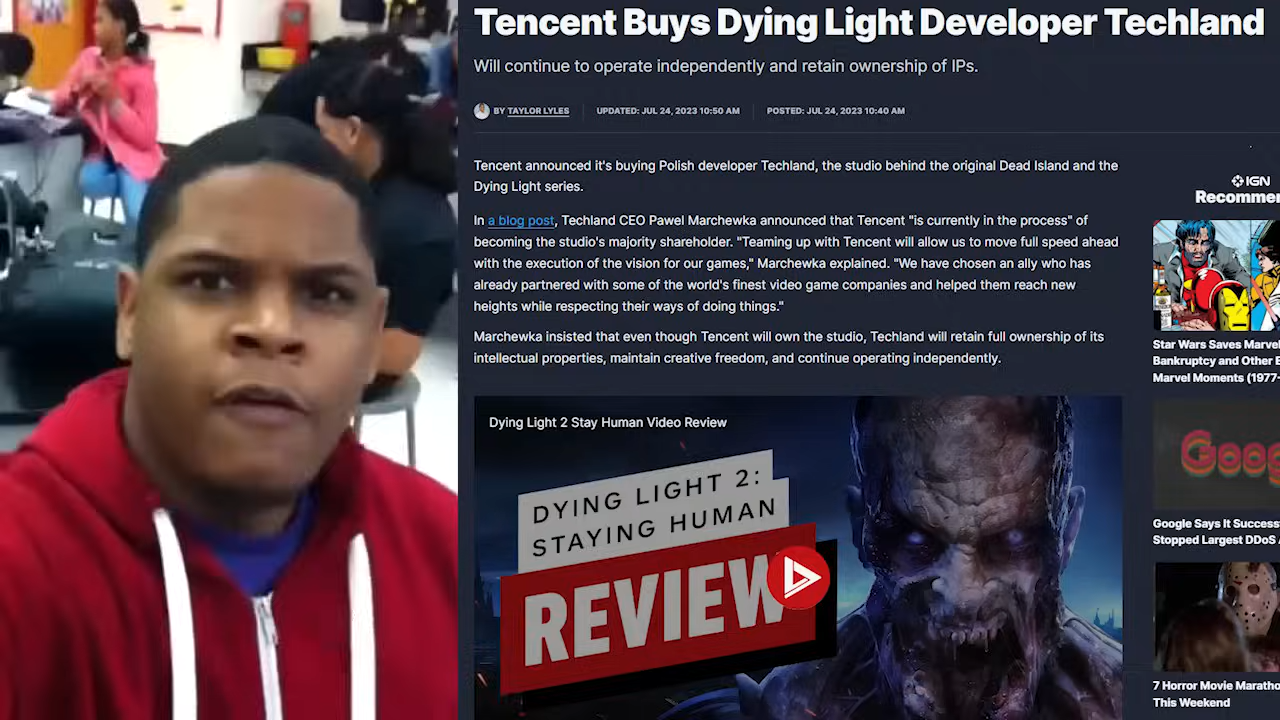 Tencent Buys Dying Light Developer Techland
Will continue to operate independently and retain ownership of IPs.
BY TAYLOR LYLES
UPDATED: JUL 24, 2023 10:50 AM
POSTED: JUL 24, 2023 10:40 AM
Tencent announced it's buying Polish developer Techland, the studio behind the original Dead Island and the
Dying Light series.
In a blog post, Techland CEO Pawel Marchewka announced that Tencent "is currently in the process" of
becoming the studio's majority shareholder. "Teaming up with Tencent will allow us to move full speed ahead
with the execution of the vision for our games," Marchewka explained. "We have chosen an ally who has
already partnered with some of the world's finest video game companies and helped them reach new
heights while respecting their ways of doing things."
Marchewka insisted that even though Tencent will own the studio, Techland will retain full ownership of its
intellectual properties, maintain creative freedom, and continue operating independently.
Dying Light 2 Stay Human Video Review
DYING LIGHT 2:
STAYING HUMAN
REVIEW
IGN
Recommen
Star Wars Saves Marvel
Bankruptcy and Other
Marvel Moments (1977-
Goog
Google Says It Success
Stopped Largest DDoS
7 Horror Movie Maratho
This Weekend